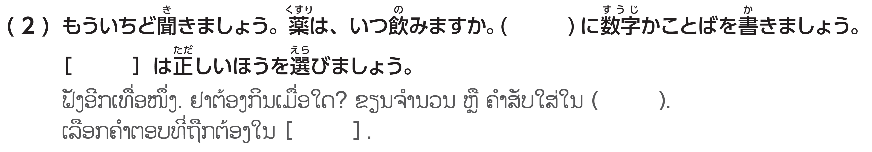 (2) もういちど聞きましょう。薬は、いつ飲みますか。(　　　)に数字かことばを書きましょう。
[　　　] は正しいほうを選びましょう。
ຟັງອີກເທື່ອໜຶ່ງ. ຢາຕ້ອງກິນເມື່ອໃດ? ຂຽນຈຳນວນ ຫຼື ຄຳສັບໃສ່ໃນ (　　　).
ເລືອກຄຳຕອບທີ່ຖືກຕ້ອງໃນ [　　　] .